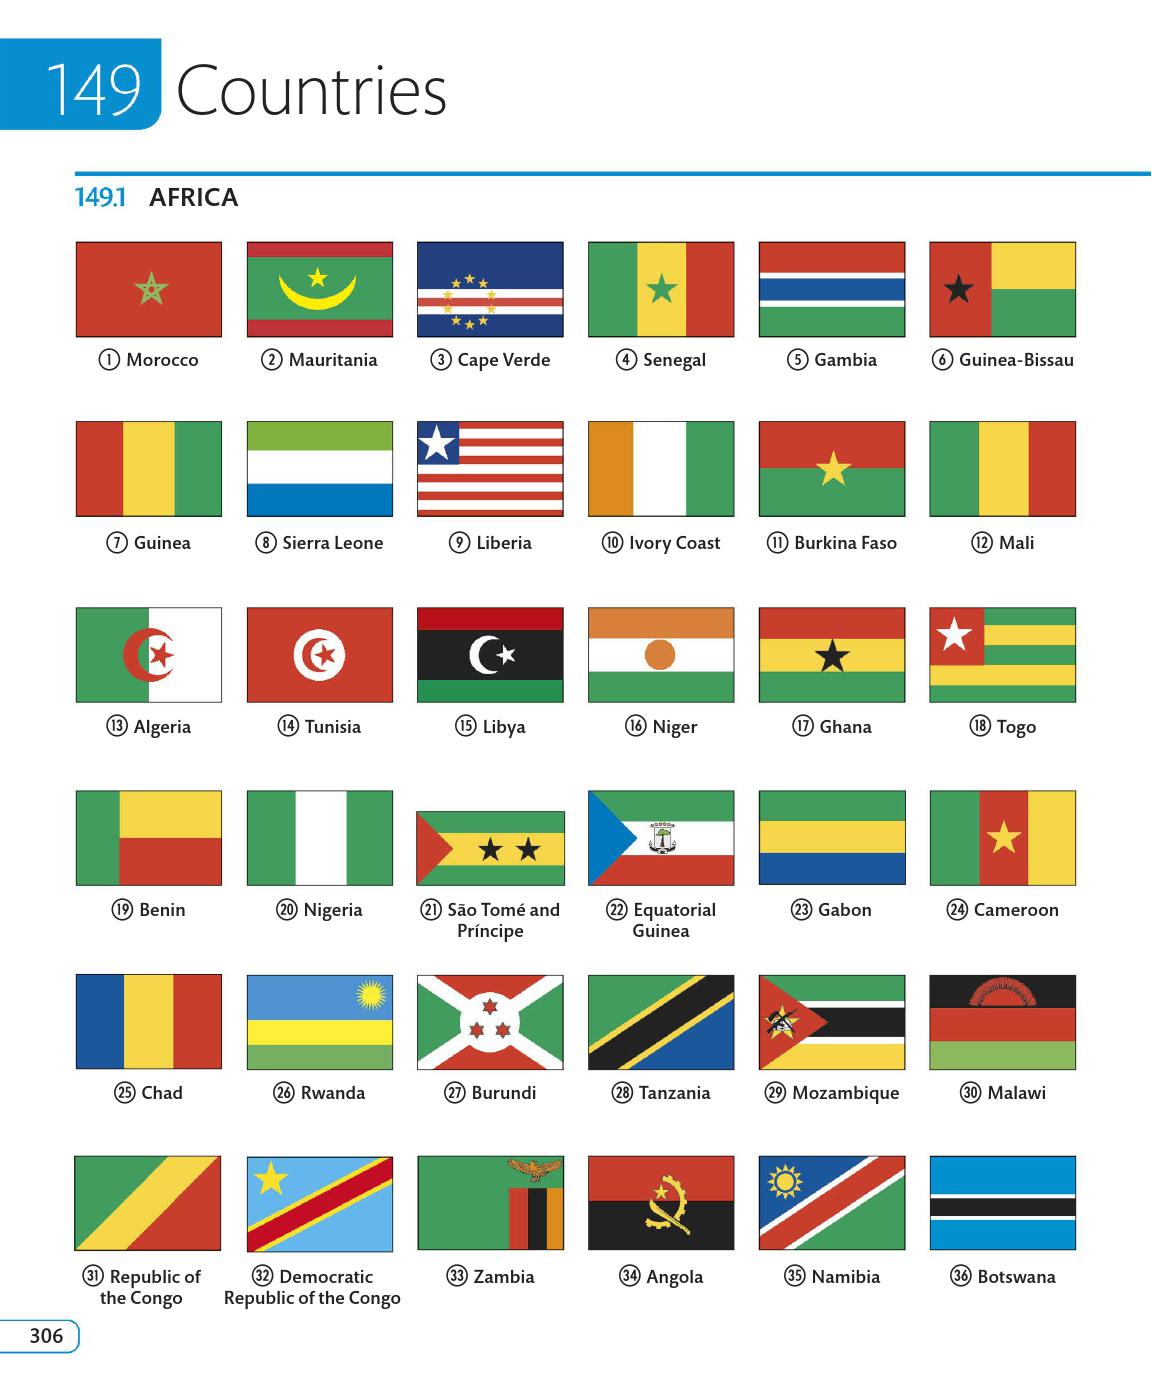 149 Countries
149.1 AFRICA
1 Morocco
2 Mauritania
3 Cape Verde
4 Senegal
5 Gambia
6 Guinea-Bissau
7 Guinea
8 Sierra Leone
9 Liberia
10 Ivory Coast
11 Burkina Faso
12 Mali
13 Algeria
14 Tunisia
15 Libya
16 Niger
17 Ghana
18 Togo
19 Benin
20 Nigeria
21 São Tomé and
Príncipe
22 Equatorial
Guinea
23 Gabon
24 Cameroon
25 Chad
26 Rwanda
27 Burundi
28 Tanzania
29 Mozambique
30 Malawi
31 Republic of
the Congo
32 Democratic
Republic of the Congo
33 Zambia
34 Angola
35 Namibia
36 Botswana
306